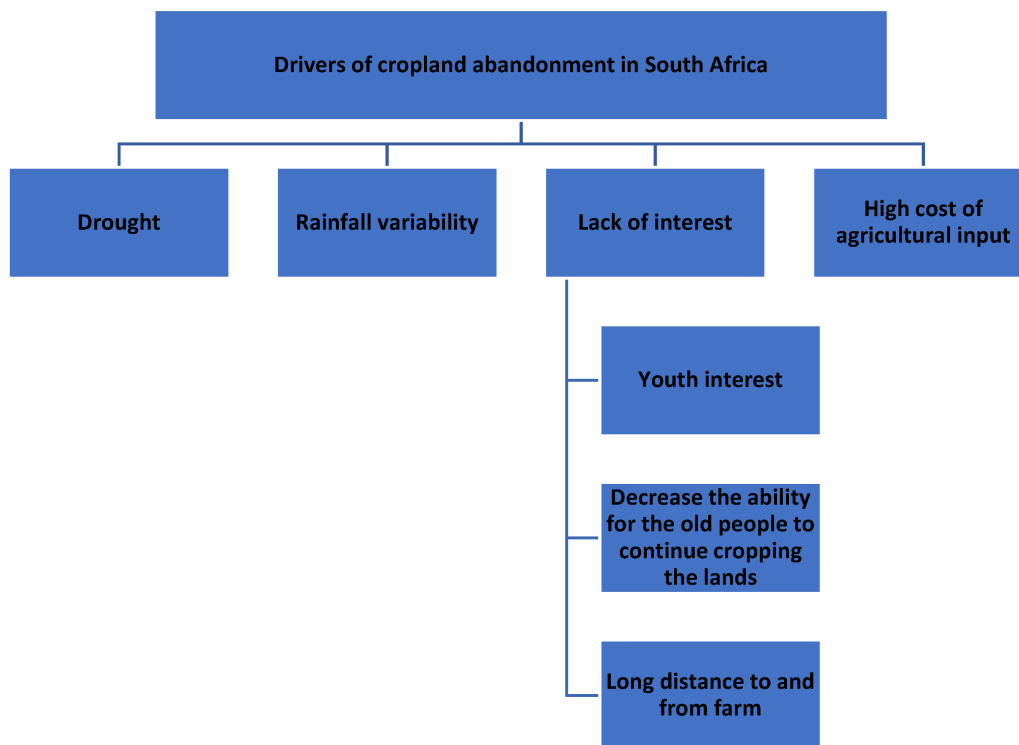 Drivers of cropland abandonment in South Africa
Drought
Rainfall variability
Lack of interest
High cost of
agricultural input
Youth interest
Decrease the ability
for the old people to
continue cropping
the lands
Long distance to and
from farm